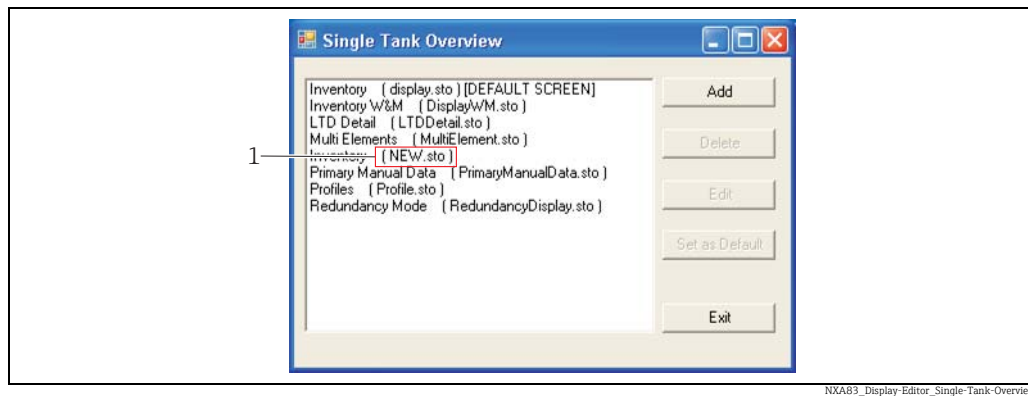 Single Tank Overview
Inventory ( display.sto ) [DEFAULT SCREEN]
Inventory W&M ( DisplayWM.sto )
LTD Detail ( LTDDetail.sto )
Multi Elements ( MultiElement.sto )
1 Inventory ( NEW.sto )
Primary Manual Data ( PrimaryManualData.sto )
Profiles ( Profile.sto )
Redundancy Mode ( RedundancyDisplay.sto )
Add
Delete
Edit
Set as Default
Exit
NXA83_Display-Editor_Single-Tank-Overvie